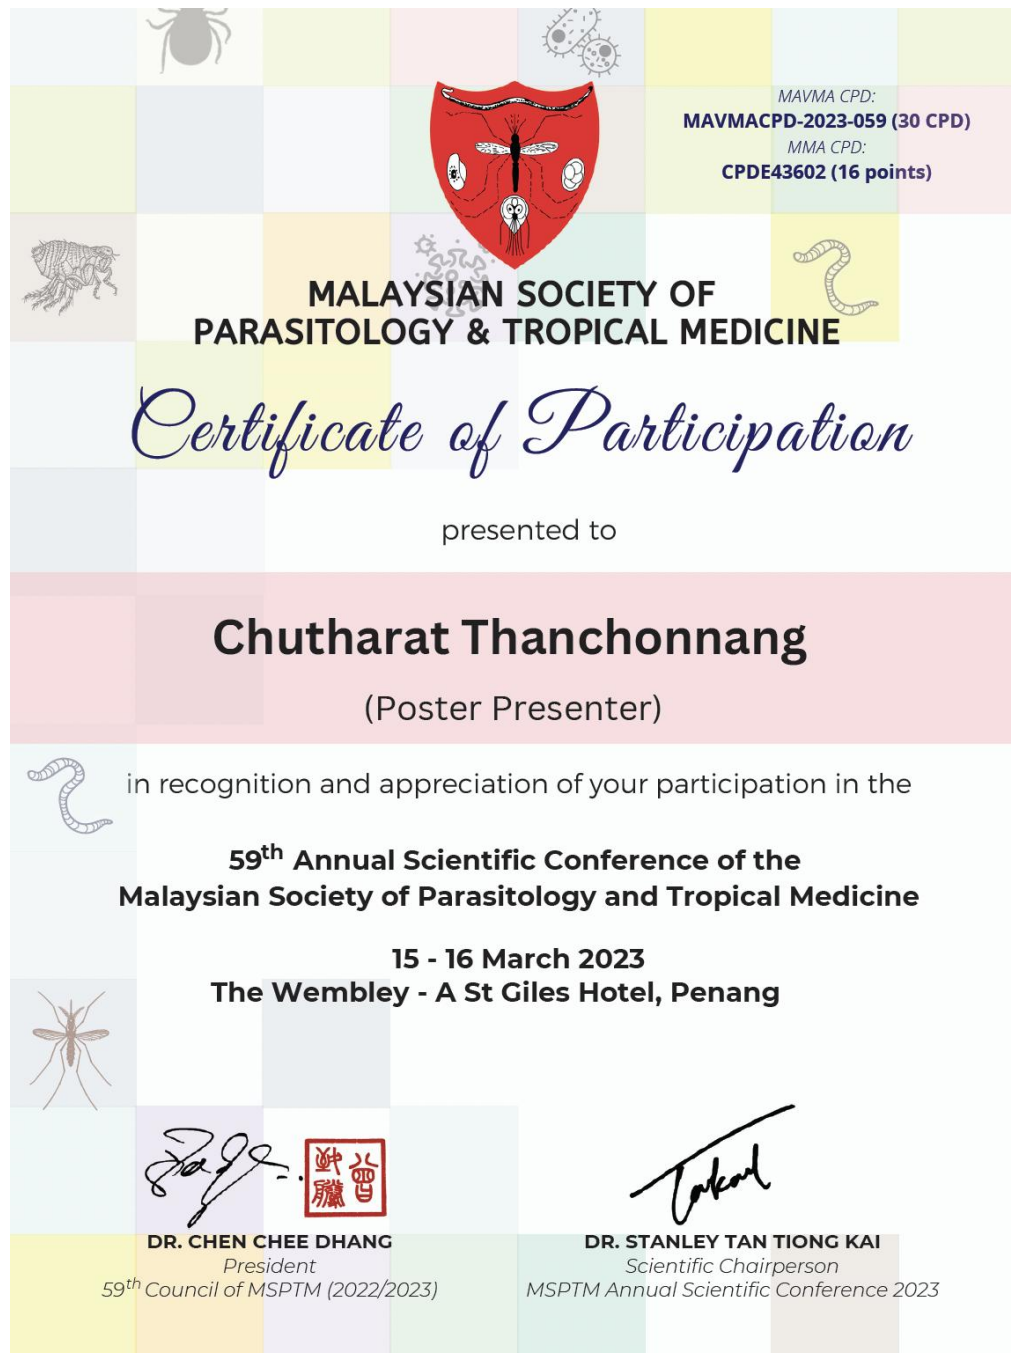 MAVMA CPD:
MAVMACPD-2023-059 (30 CPD)
MMA CPD:
CPDE43602 (16 points)
MALAYSIAN SOCIETY OF
PARASITOLOGY & TROPICAL MEDICINE
Certificate of Participation
presented to
Chutharat Thanchonnang
(Poster Presenter)
in recognition and appreciation of your participation in the
59th Annual Scientific Conference of the
Malaysian Society of Parasitology and Tropical Medicine
15 - 16 March 2023
The Wembley - A St Giles Hotel, Penang
DR. CHEN CHEE DHANG
President
59th Council of MSPTM (2022/2023)
DR. STANLEY TAN TIONG KAI
Scientific Chairperson
MSPTM Annual Scientific Conference 2023